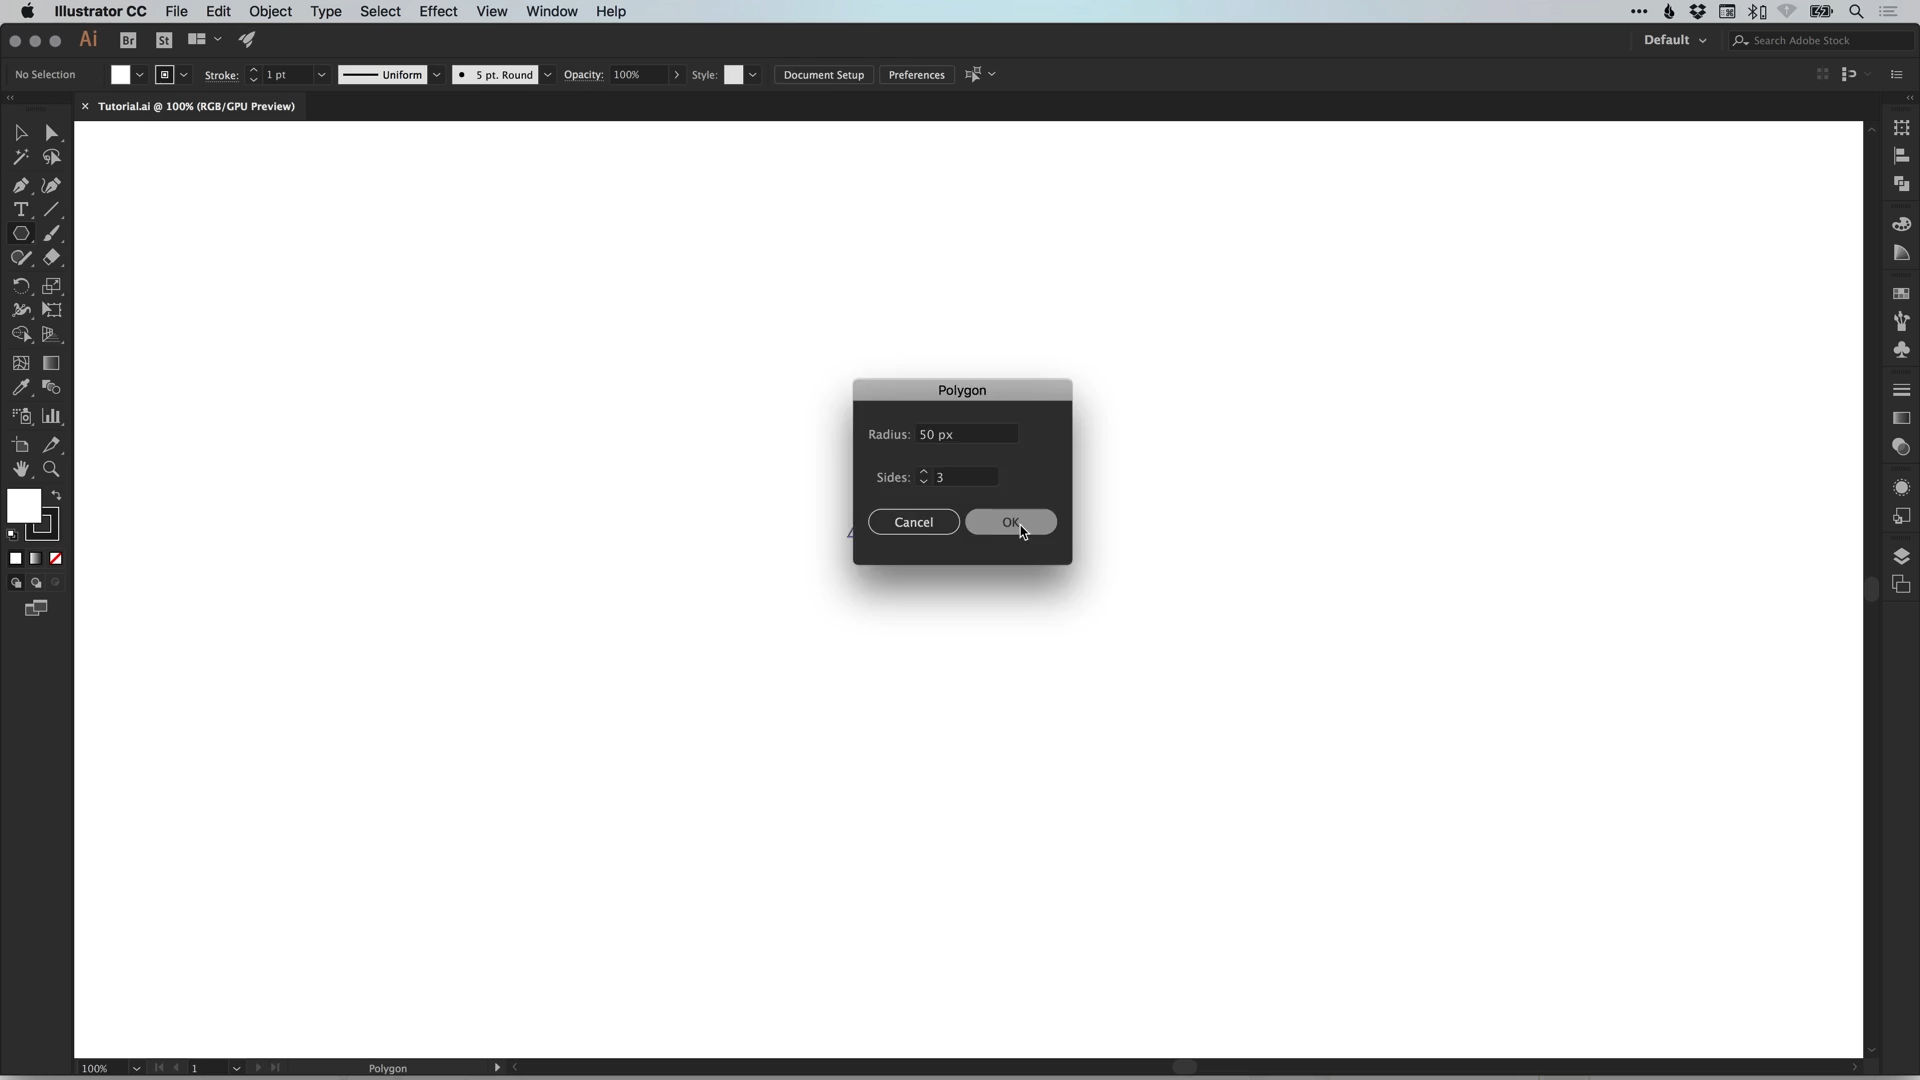 Illustrator CC File Edit Object Type Select Effect View Window Help
Ai Br St Default Search Adobe Stock
No Selection Stroke: 1 pt Uniform 5 pt. Round Opacity: 100% Style: Document Setup Preferences
× Tutorial.ai @ 100% (RGB/GPU Preview)
Polygon
Radius: 50 px
Sides: 3
Cancel OK
100% 1 Polygon